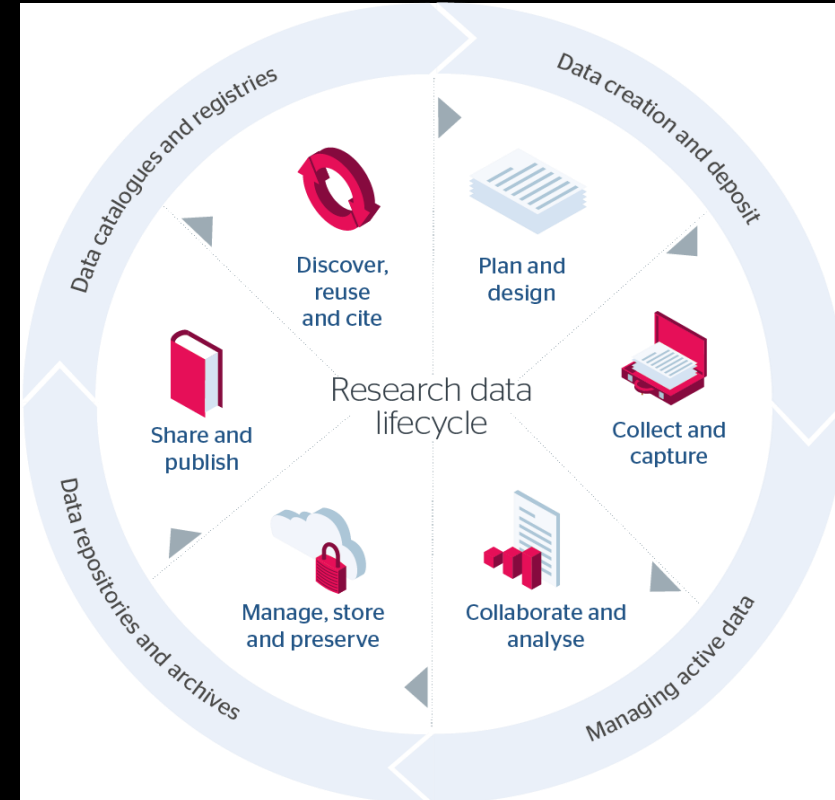 Data catalogues and registries
Data creation and deposit
Discover,
reuse
and cite
Plan and
design
Research data
lifecycle
Share and
publish
Collect and
capture
Manage, store
and preserve
Collaborate and
analyse
Data repositories and archives
Managing active data